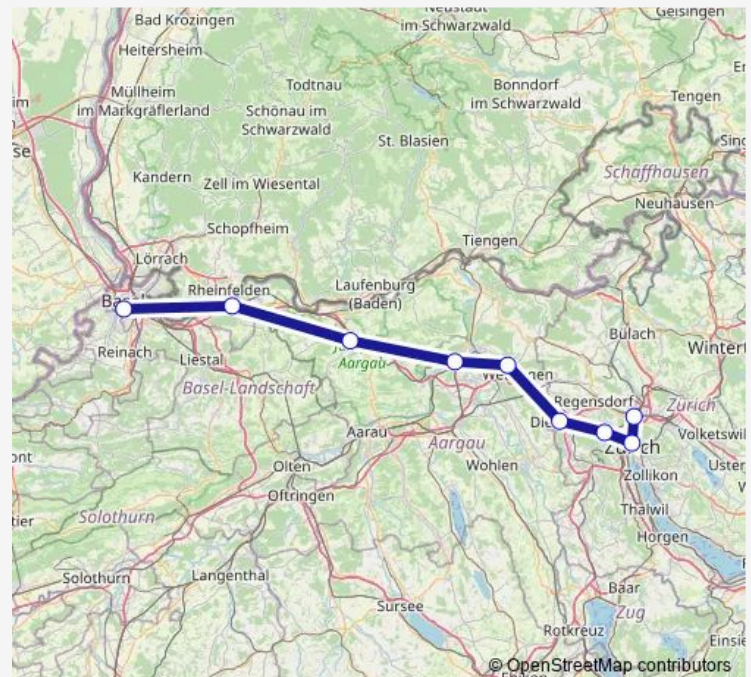 Bad Krozingen
Neustadt
im Schwarzwald
Geisingen
Heitersheim
Müllheim
im Markgräflerland
Todtnau
Bonndorf
im Schwarzwald
Tengen
Schönau im
Schwarzwald
St. Blasien
Kandern
Zell im Wiesental
Schaffhausen
Neuhausen
Schopfheim
Tiengen
Lörrach
Rheinfelden
Laufenburg
(Baden)
Reinach
Liestal
Aargau
Bülach
Basel-Landschaft
Regensdorf
Zürich
Aarau
Aargau
Volketswil
Olten
Wohlen
Zollikon
Oftringen
Thalwil
Solothurn
Horgen
Solothurn
Langenthal
Baar
Sursee
Zug
Rotkreuz
© OpenStreetMap contributors